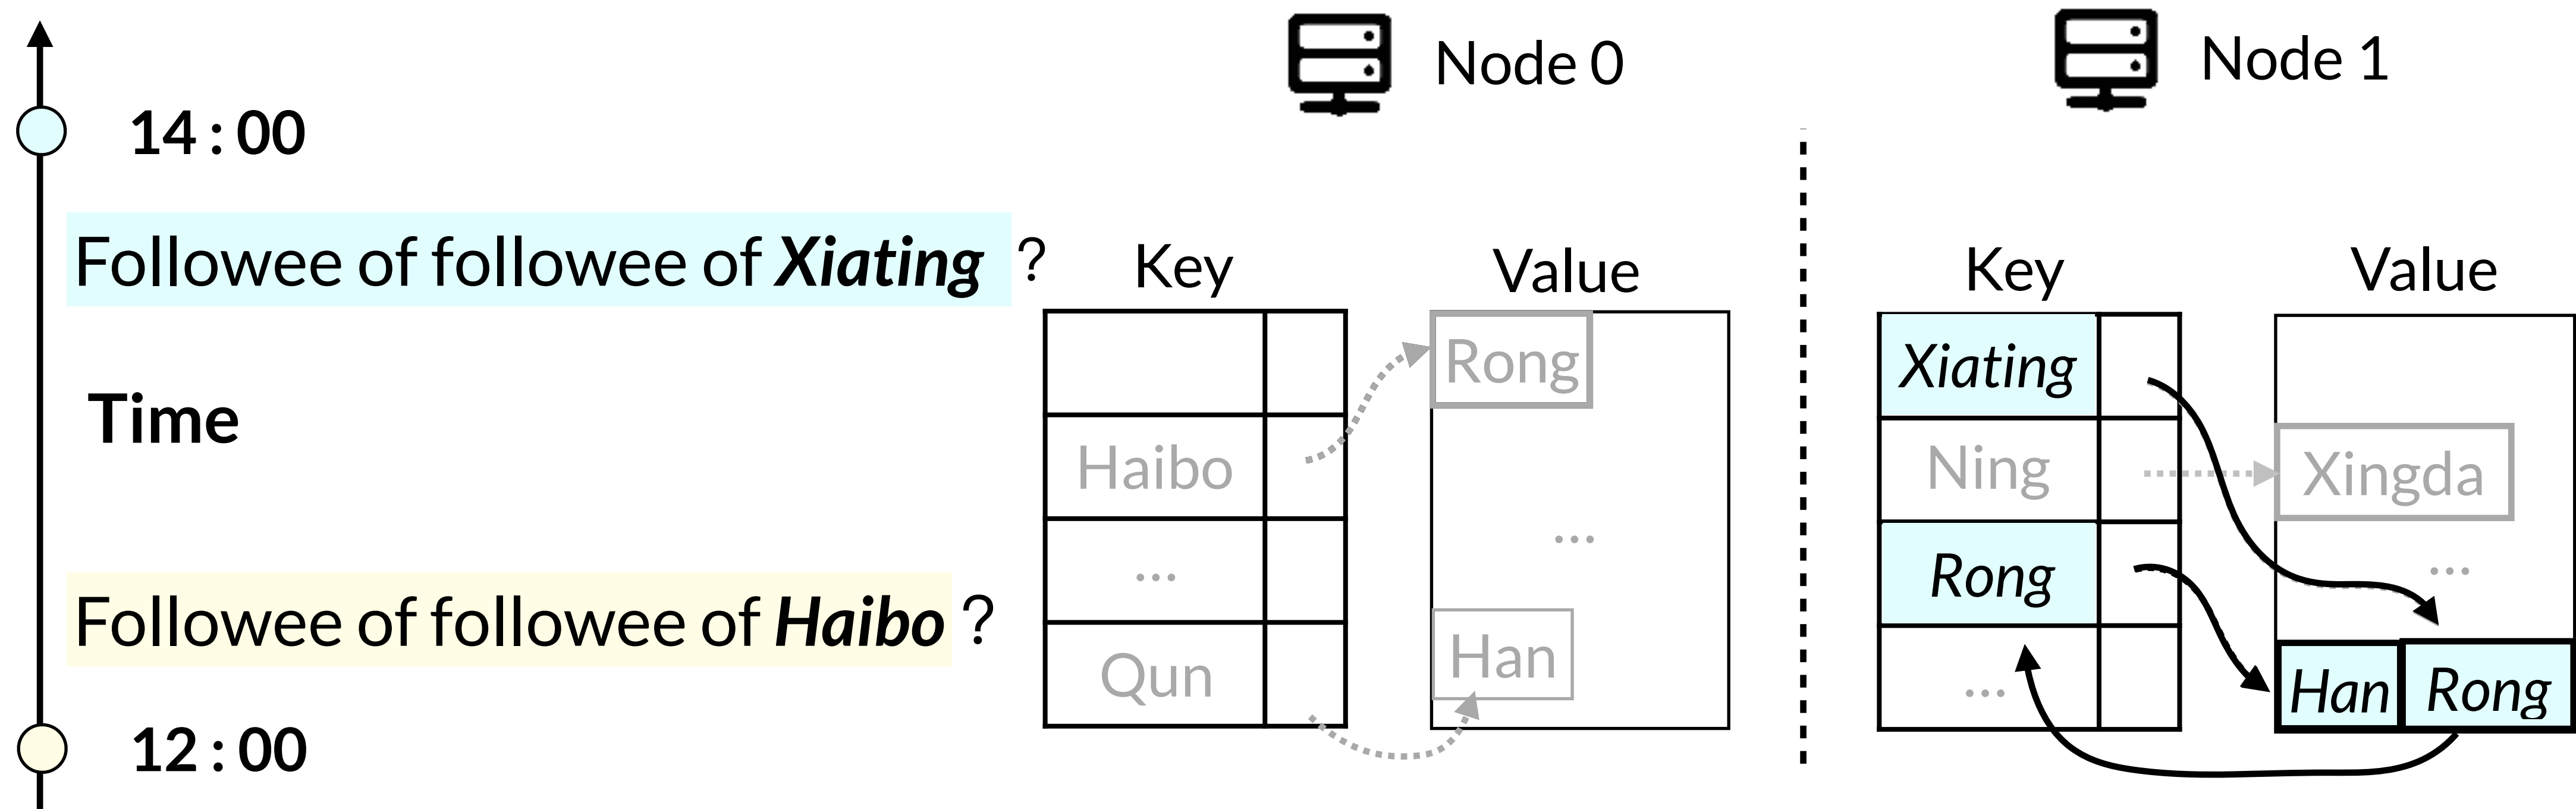 Node 0
Node 1
14 : 00
Followee of followee of Xiating ?
Key
Value
Key
Value
Rong
Xiating
Time
Haibo
Ning
Xingda
...
...
...
Rong
Followee of followee of Haibo ?
Qun
Han
...
Han
Rong
12 : 00